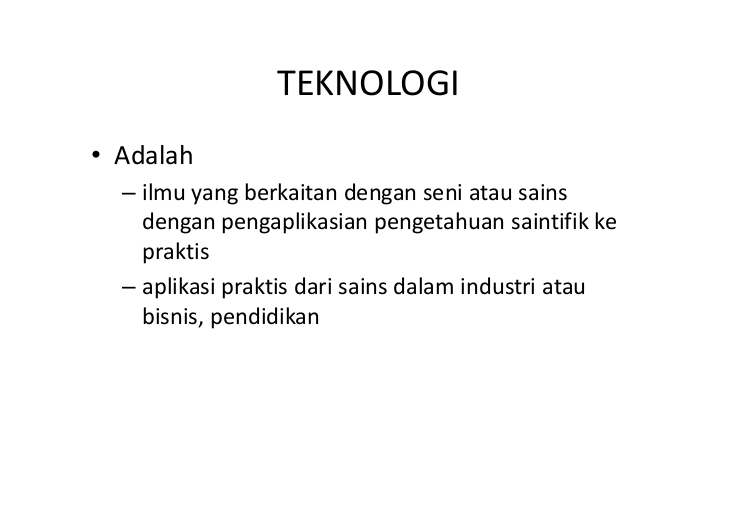 TEKNOLOGI
• Adalah
– ilmu yang berkaitan dengan seni atau sains
dengan pengaplikasian pengetahuan saintifik ke
praktis
– aplikasi praktis dari sains dalam industri atau
bisnis, pendidikan